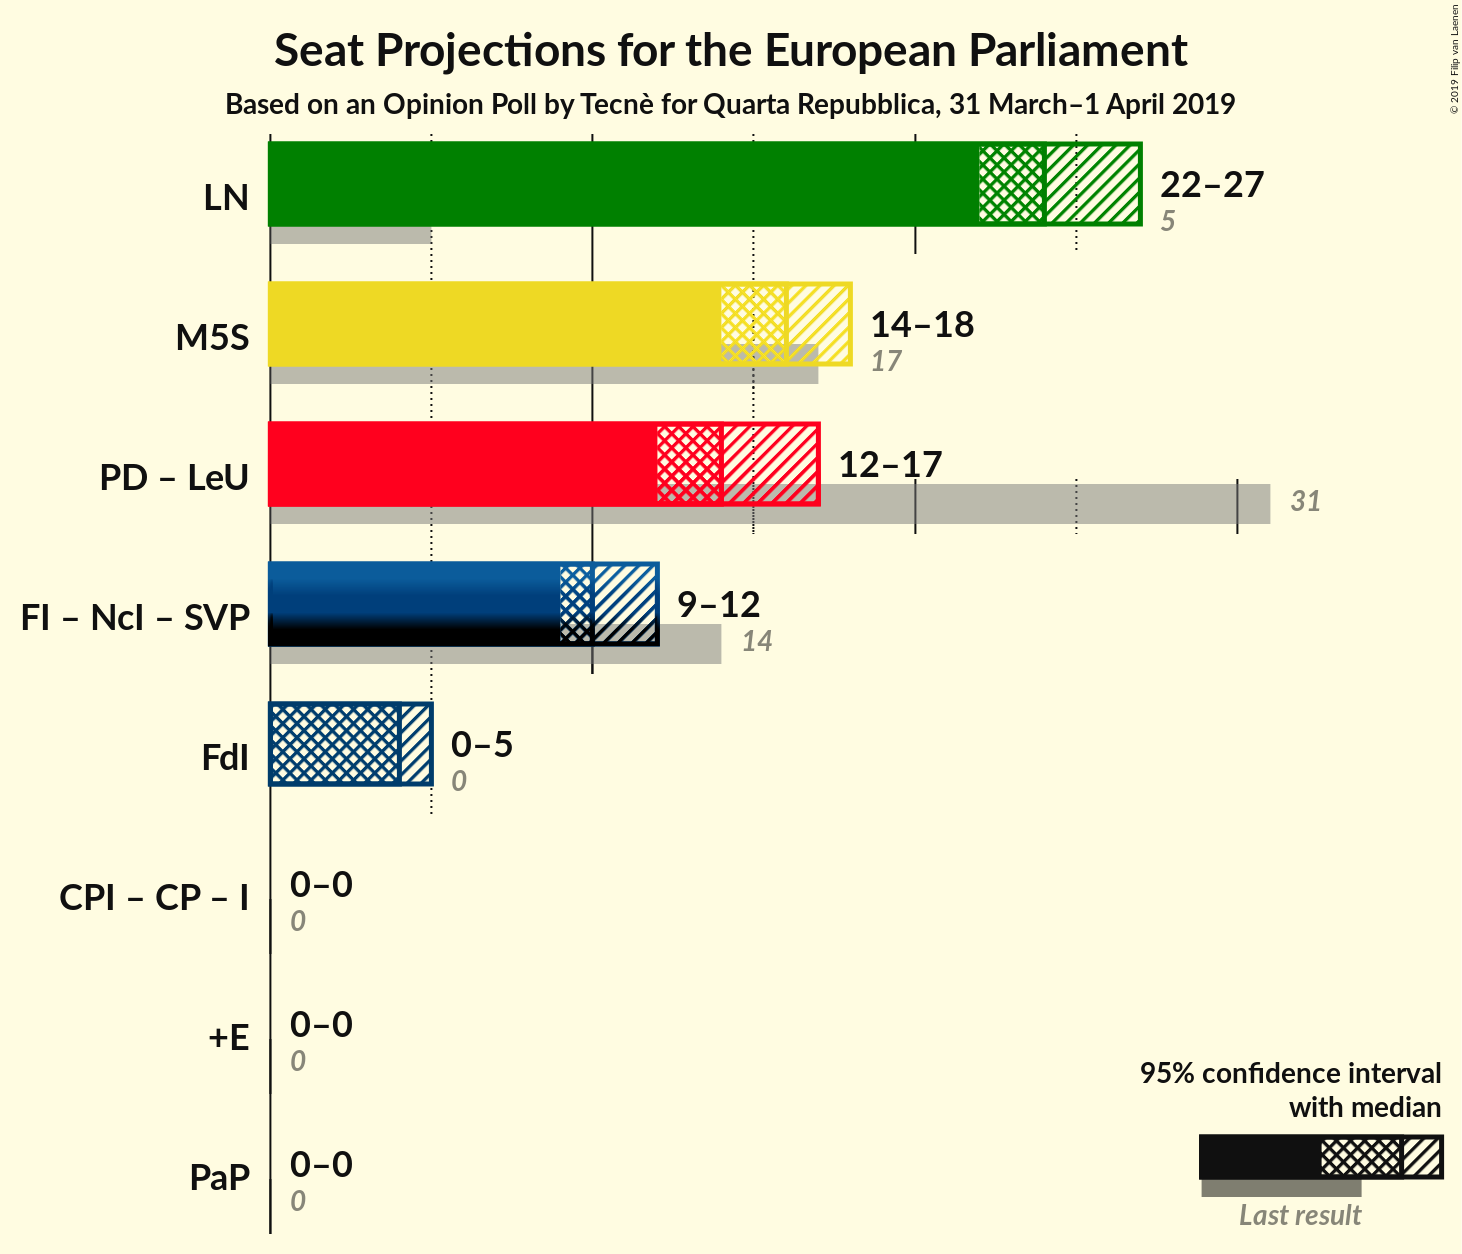 Seat Projections for the European Parliament
Based on an Opinion Poll by Tecnè for Quarta Repubblica, 31 March–1 April 2019
© 2019 Filip van Laenen
LN
22–27
5
M5S
14–18
17
PD – LeU
12–17
31
FI – NcI – SVP
9–12
14
FdI
0–5
0
CPI – CP – I
0–0
0
+E
0–0
0
PaP
0–0
0
95% confidence interval
with median
Last result